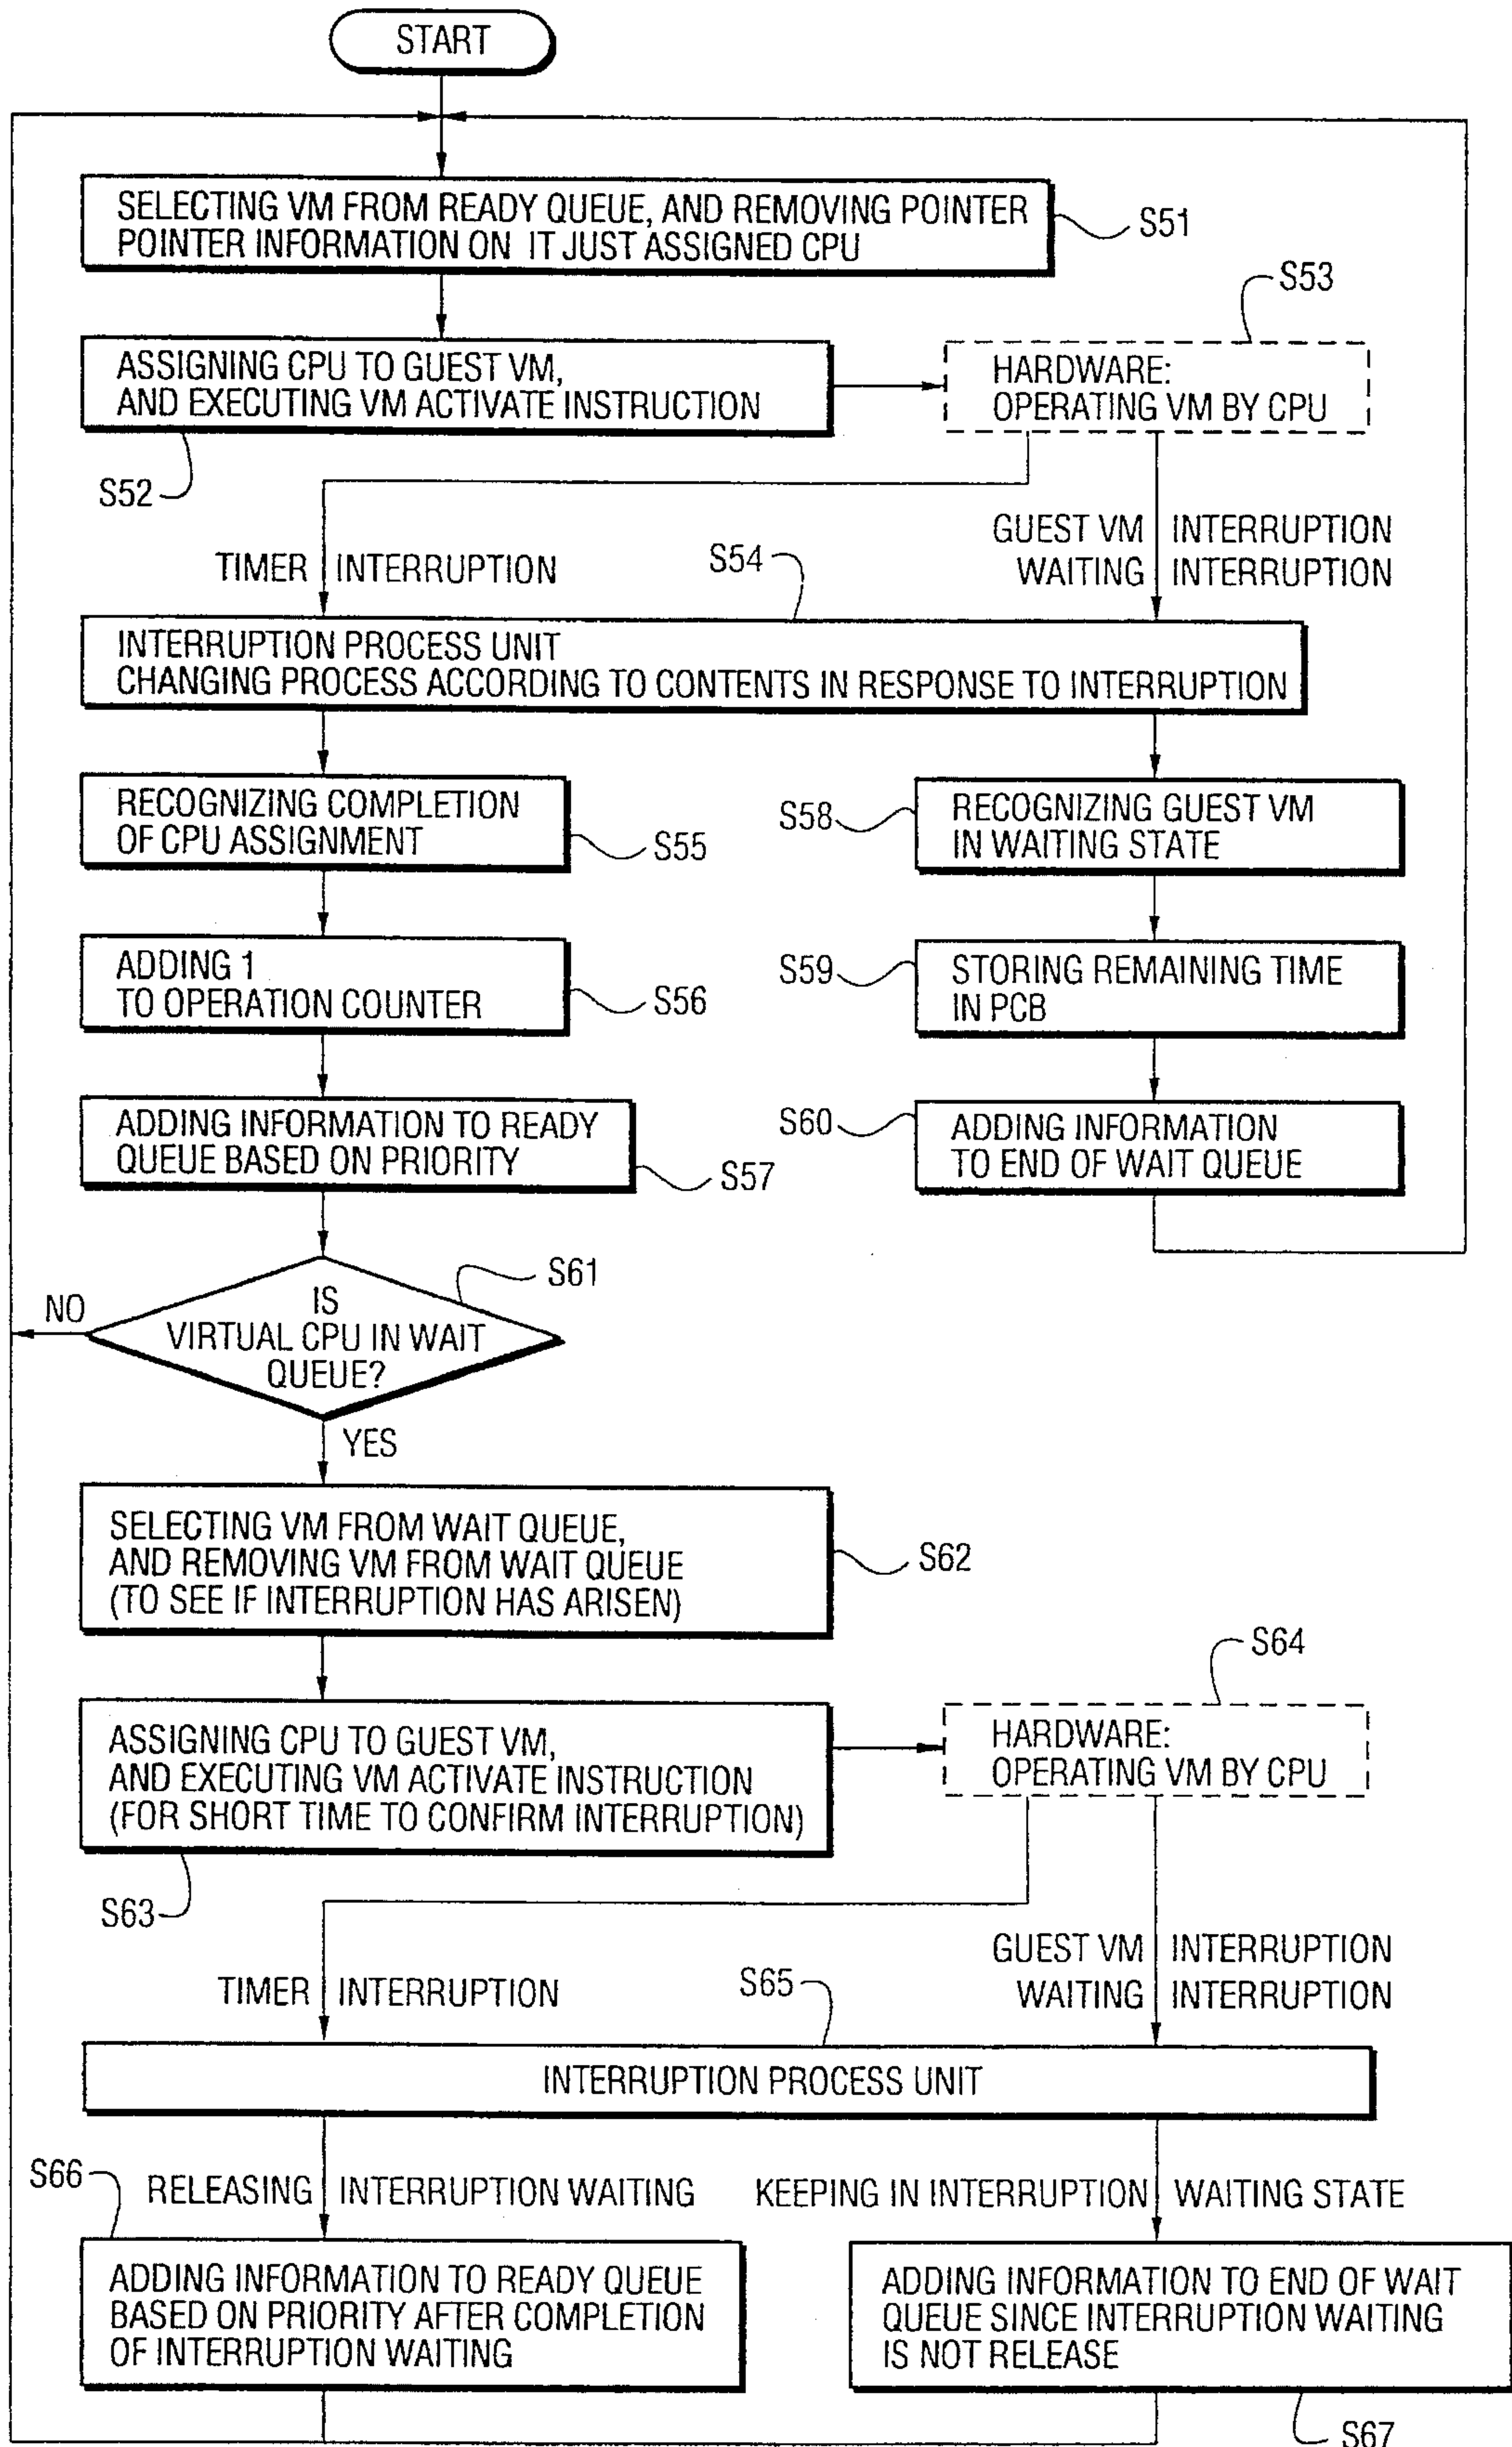 START
SELECTING VM FROM READY QUEUE, AND REMOVING POINTER
POINTER INFORMATION ON IT JUST ASSIGNED CPU
S51
S53
ASSIGNING CPU TO GUEST VM,
AND EXECUTING VM ACTIVATE INSTRUCTION
S52
HARDWARE:
OPERATING VM BY CPU
TIMER INTERRUPTION
GUEST VM INTERRUPTION
WAITING INTERRUPTION
S54
INTERRUPTION PROCESS UNIT
CHANGING PROCESS ACCORDING TO CONTENTS IN RESPONSE TO INTERRUPTION
RECOGNIZING COMPLETION
OF CPU ASSIGNMENT
S55
S58
RECOGNIZING GUEST VM
IN WAITING STATE
ADDING 1
TO OPERATION COUNTER
S56
S59
STORING REMAINING TIME
IN PCB
ADDING INFORMATION TO READY
QUEUE BASED ON PRIORITY
S57
S60
ADDING INFORMATION
TO END OF WAIT QUEUE
S61
NO
IS
VIRTUAL CPU IN WAIT
QUEUE?
YES
SELECTING VM FROM WAIT QUEUE,
AND REMOVING VM FROM WAIT QUEUE
(TO SEE IF INTERRUPTION HAS ARISEN)
S62
S64
ASSIGNING CPU TO GUEST VM,
AND EXECUTING VM ACTIVATE INSTRUCTION
(FOR SHORT TIME TO CONFIRM INTERRUPTION)
S63
HARDWARE:
OPERATING VM BY CPU
TIMER INTERRUPTION
GUEST VM INTERRUPTION
WAITING INTERRUPTION
S65
INTERRUPTION PROCESS UNIT
S66
RELEASING INTERRUPTION WAITING
KEEPING IN INTERRUPTION WAITING STATE
ADDING INFORMATION TO READY QUEUE
BASED ON PRIORITY AFTER COMPLETION
OF INTERRUPTION WAITING
ADDING INFORMATION TO END OF WAIT
QUEUE SINCE INTERRUPTION WAITING
IS NOT RELEASE
S67